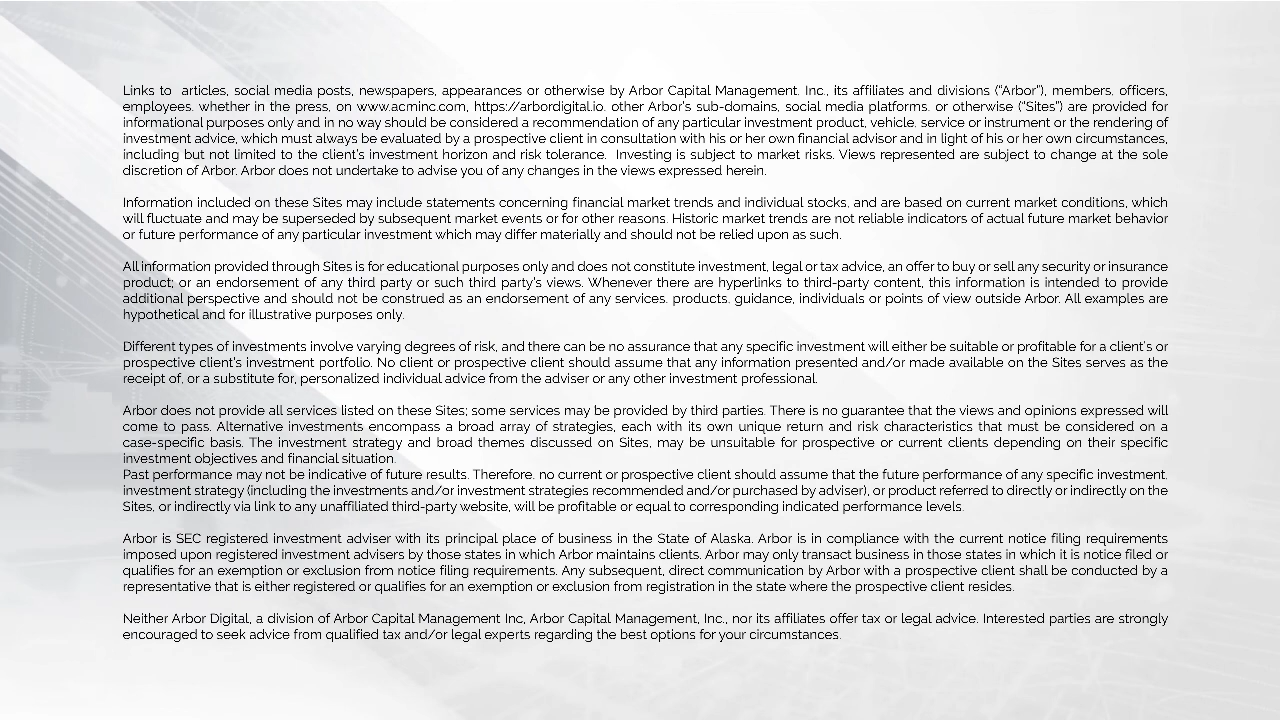 Links to  articles, social media posts, newspapers, appearances or otherwise by Arbor Capital Management. Inc., its affiliates and divisions (“Arbor”), members. officers,
employees. whether in the press, on www.acminc.com, https://arbordigital.io. other Arbor's sub-domains, social media platforms. or otherwise (“Sites”) are provided for
informational purposes only and in no way should be considered a recommendation of any particular investment product, vehicle. service or instrument or the rendering of
investment advice, which must always be evaluated by a prospective client in consultation with his or her own financial advisor and in light of his or her own circumstances,
including but not limited to the client's investment horizon and risk tolerance.  Investing is subject to market risks. Views represented are subject to change at the sole
discretion of Arbor. Arbor does not undertake to advise you of any changes in the views expressed herein.
Information included on these Sites may include statements concerning financial market trends and individual stocks, and are based on current market conditions, which
will fluctuate and may be superseded by subsequent market events or for other reasons. Historic market trends are not reliable indicators of actual future market behavior
or future performance of any particular investment which may differ materially and should not be relied upon as such.
All information provided through Sites is for educational purposes only and does not constitute investment, legal or tax advice, an offer to buy or sell any security or insurance
product; or an endorsement of any third party or such third party's views. Whenever there are hyperlinks to third-party content, this information is intended to provide
additional perspective and should not be construed as an endorsement of any services. products. guidance, individuals or points of view outside Arbor. All examples are
hypothetical and for illustrative purposes only.
Different types of investments involve varying degrees of risk, and there can be no assurance that any specific investment will either be suitable or profitable for a client's or
prospective client's investment portfolio. No client or prospective client should assume that any information presented and/or made available on the Sites serves as the
receipt of, or a substitute for, personalized individual advice from the adviser or any other investment professional.
Arbor does not provide all services listed on these Sites; some services may be provided by third parties. There is no guarantee that the views and opinions expressed will
come to pass. Alternative investments encompass a broad array of strategies, each with its own unique return and risk characteristics that must be considered on a
case-specific basis. The investment strategy and broad themes discussed on Sites, may be unsuitable for prospective or current clients depending on their specific
investment objectives and financial situation.
Past performance may not be indicative of future results. Therefore. no current or prospective client should assume that the future performance of any specific investment.
investment strategy (including the investments and/or investment strategies recommended and/or purchased by adviser), or product referred to directly or indirectly on the
Sites, or indirectly via link to any unaffiliated third-party website, will be profitable or equal to corresponding indicated performance levels.
Arbor is SEC registered investment adviser with its principal place of business in the State of Alaska. Arbor is in compliance with the current notice filing requirements
imposed upon registered investment advisers by those states in which Arbor maintains clients. Arbor may only transact business in those states in which it is notice filed or
qualifies for an exemption or exclusion from notice filing requirements. Any subsequent, direct communication by Arbor with a prospective client shall be conducted by a
representative that is either registered or qualifies for an exemption or exclusion from registration in the state where the prospective client resides.
Neither Arbor Digital, a division of Arbor Capital Management Inc, Arbor Capital Management, Inc., nor its affiliates offer tax or legal advice. Interested parties are strongly
encouraged to seek advice from qualified tax and/or legal experts regarding the best options for your circumstances.